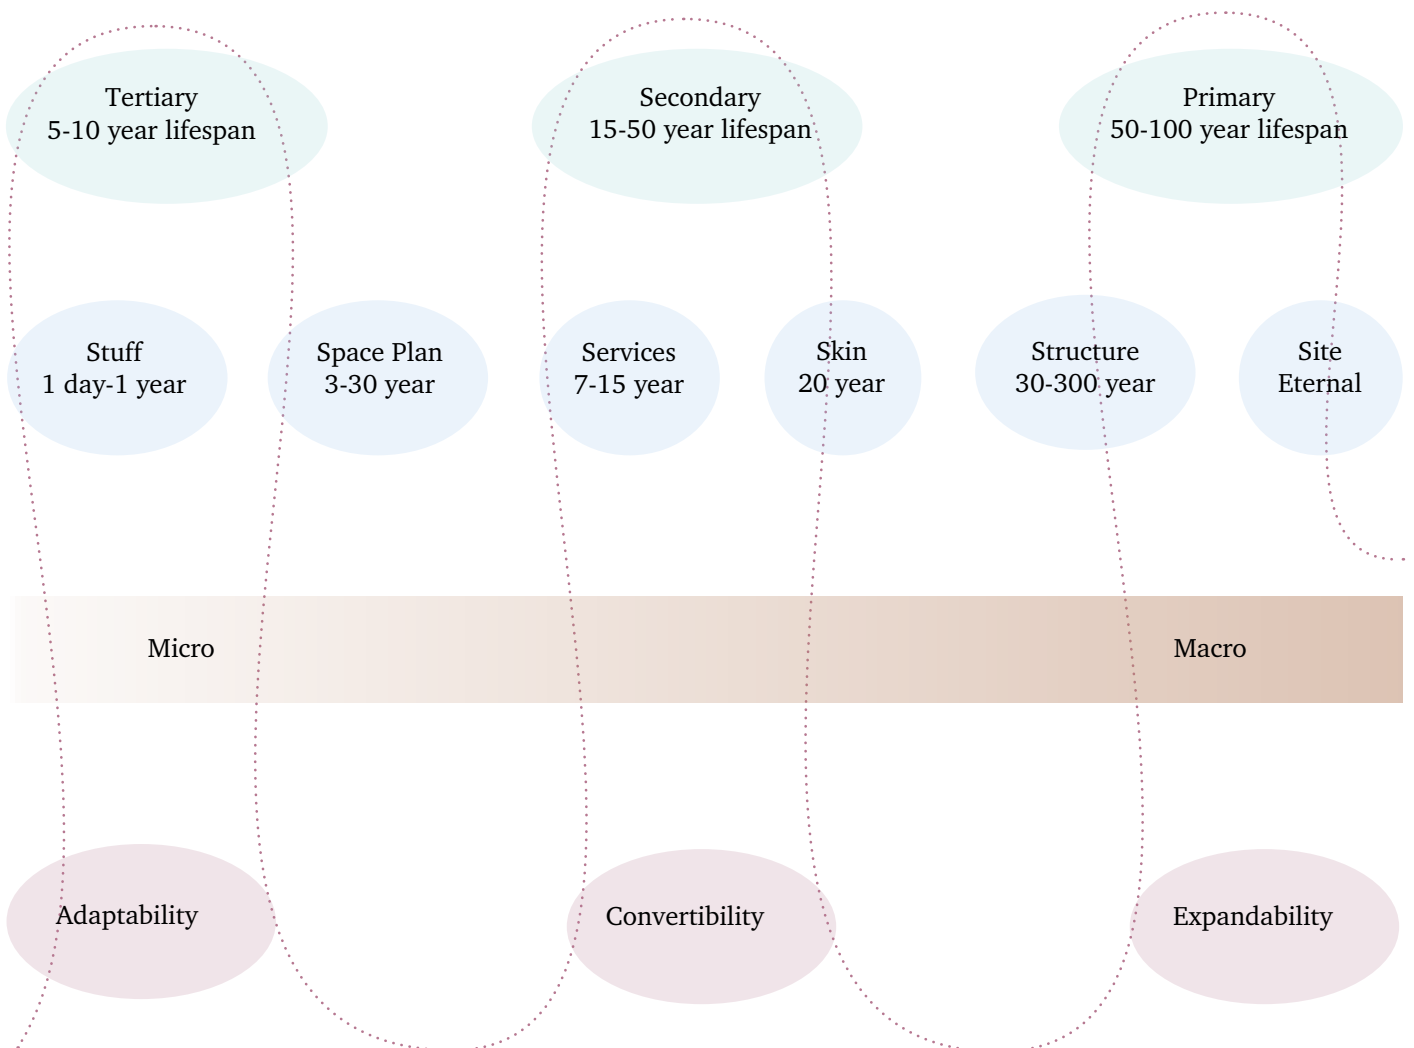 Tertiary
5-10 year lifespan
Secondary
15-50 year lifespan
Primary
50-100 year lifespan
Stuff
1 day-1 year
Space Plan
3-30 year
Services
7-15 year
Skin
20 year
Structure
30-300 year
Site
Eternal
Micro
Macro
Adaptability
Convertibility
Expandability